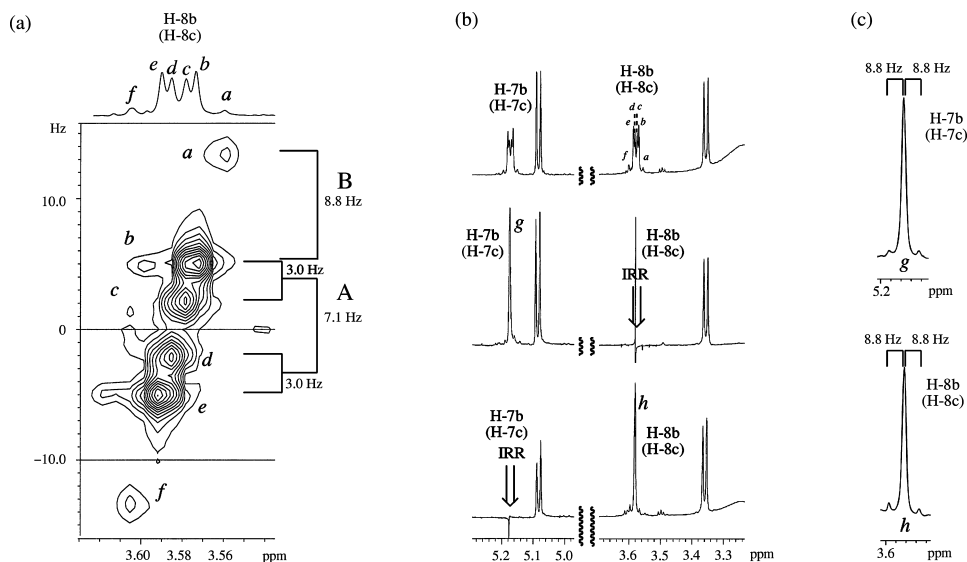 (a)
H-8b
(H-8c)
e d c b
f a
Hz
a
B
8.8 Hz
10.0
b
3.0 Hz
c
A
7.1 Hz
0
d
3.0 Hz
e
-10.0
f
3.60 3.58 3.56 ppm
(b)
H-7b
(H-7c)
H-8b
(H-8c)
d c
e b
f a
H-7b
(H-7c)
g
H-8b
(H-8c)
IRR
H-7b
(H-7c)
IRR
h
H-8b
(H-8c)
5.2 5.1 5.0 3.6 3.5 3.4 3.3 ppm
(c)
8.8 Hz 8.8 Hz
H-7b
(H-7c)
g
5.2 ppm
8.8 Hz 8.8 Hz
H-8b
(H-8c)
h
3.6 ppm